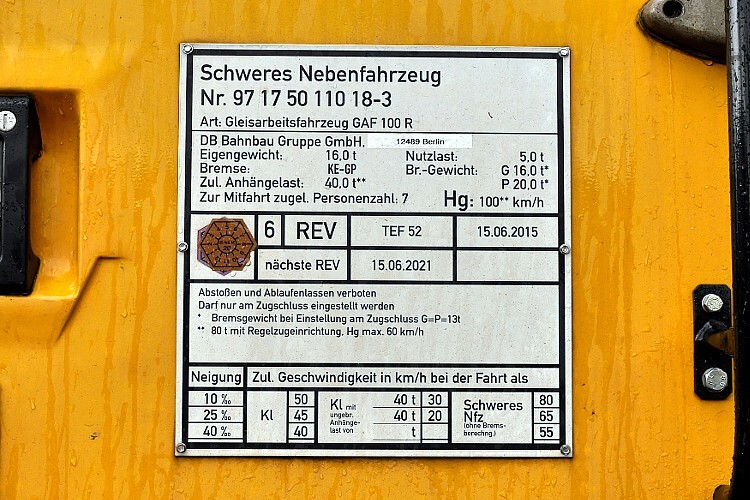 Schweres Nebenfahrzeug
Nr. 97 17 50 110 18-3
Art: Gleisarbeitsfahrzeug GAF 100 R
DB Bahnbau Gruppe GmbH, 12489 Berlin
Eigengewicht: 16,0 t Nutzlast: 5,0 t
Bremse: KE-GP Br.-Gewicht: G 16,0 t*
Zul. Anhängelast: 40,0 t** P 20,0 t*
Zur Mitfahrt zugel. Personenzahl: 7 Hg: 100** km/h
6 REV TEF 52 15.06.2015
nächste REV 15.06.2021
Abstoßen und Ablaufenlassen verboten
Darf nur am Zugschluss eingestellt werden
* Bremsgewicht bei Einstellung am Zugschluss G=P=13t
** 80 t mit Regelzugeinrichtung, Hg max. 60 km/h
Neigung Zul. Geschwindigkeit in km/h bei der Fahrt als
10 ‰ 50 40 t 30 80
25 ‰ Kl 45 Kl mit ungebr. Anhänge-last von 40 t 20 Schweres Nfz (ohne Brems-berechng.) 65
40 ‰ 40 t 55